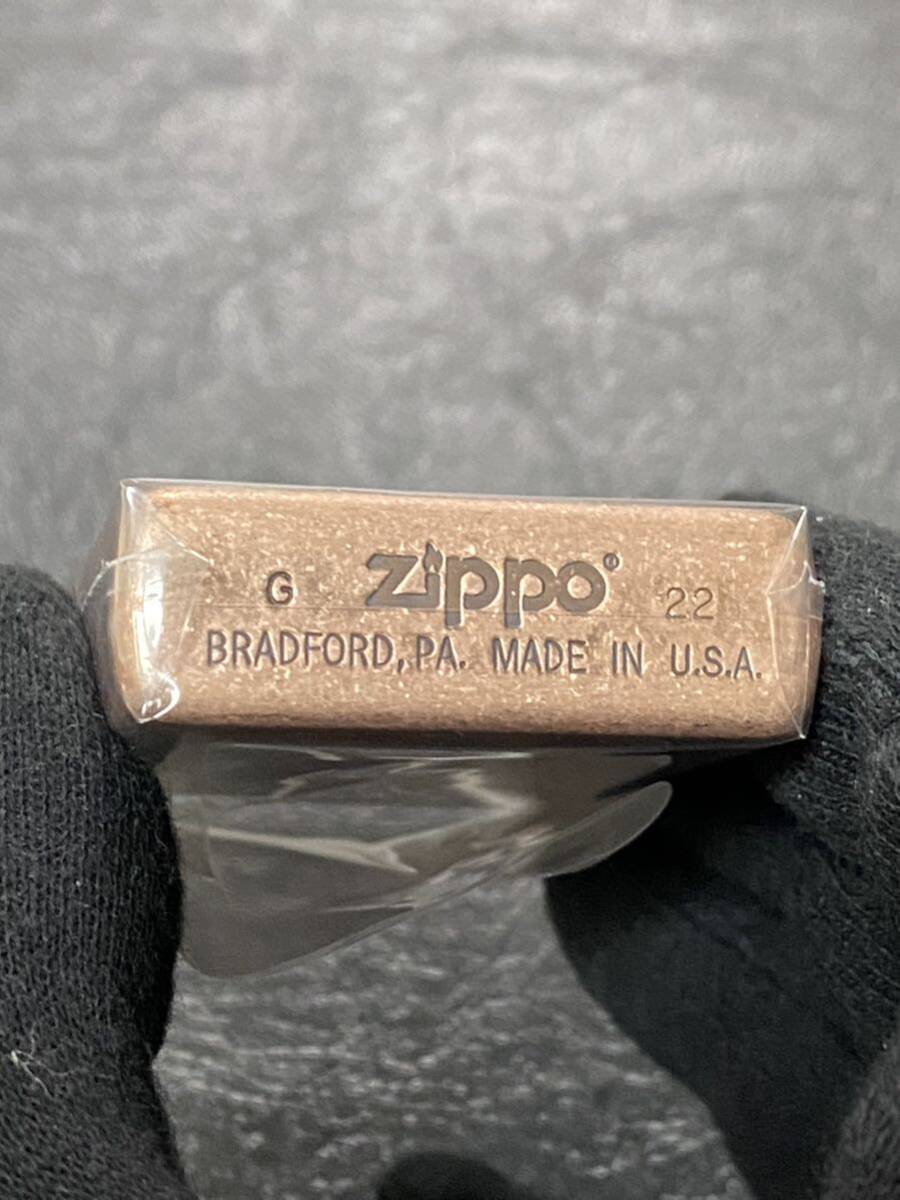 G Zippo® 22
BRADFORD, PA. MADE IN U.S.A.